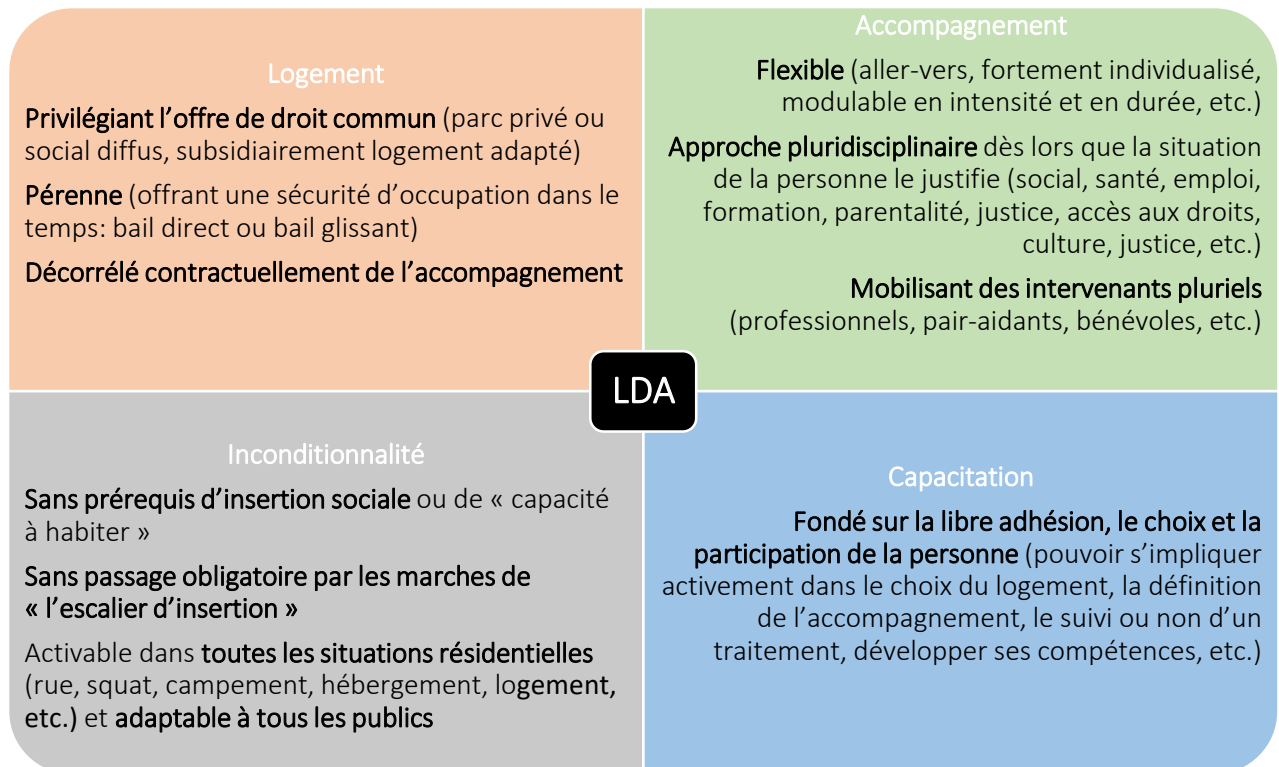 Logement
Privilégiant l’offre de droit commun (parc privé ou
social diffus, subsidiairement logement adapté)
Pérenne (offrant une sécurité d’occupation dans le
temps: bail direct ou bail glissant)
Décorrélé contractuellement de l’accompagnement
Accompagnement
Flexible (aller-vers, fortement individualisé,
modulable en intensité et en durée, etc.)
Approche pluridisciplinaire dès lors que la situation
de la personne le justifie (social, santé, emploi,
formation, parentalité, justice, accès aux droits,
culture, justice, etc.)
Mobilisant des intervenants pluriels
(professionnels, pair-aidants, bénévoles, etc.)
LDA
Inconditionnalité
Sans prérequis d’insertion sociale ou de « capacité
à habiter »
Sans passage obligatoire par les marches de
« l’escalier d’insertion »
Activable dans toutes les situations résidentielles
(rue, squat, campement, hébergement, logement,
etc.) et adaptable à tous les publics
Capacitation
Fondé sur la libre adhésion, le choix et la
participation de la personne (pouvoir s’impliquer
activement dans le choix du logement, la définition
de l’accompagnement, le suivi ou non d’un
traitement, développer ses compétences, etc.)